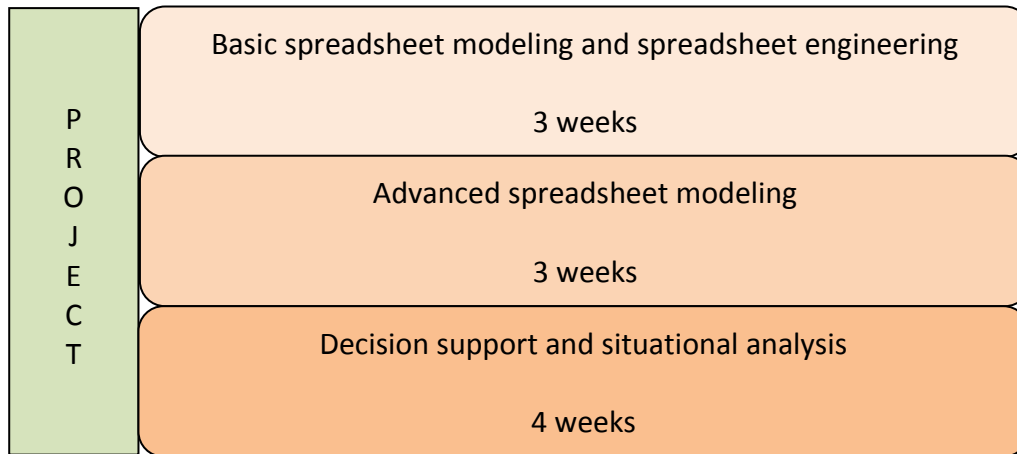 PROJECT
Basic spreadsheet modeling and spreadsheet engineering
3 weeks
Advanced spreadsheet modeling
3 weeks
Decision support and situational analysis
4 weeks